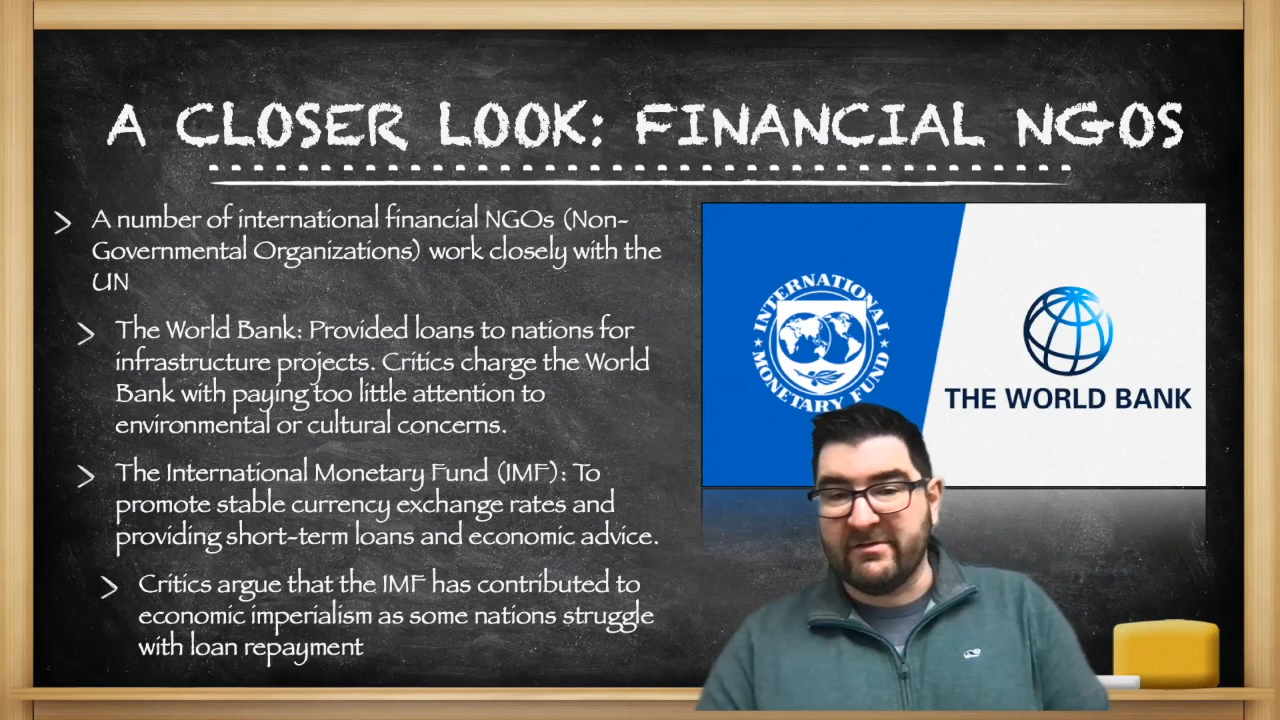 A CLOSER LOOK: FINANCIAL NGOS
A number of international financial NGOs (Non-
Governmental Organizations) work closely with the
UN
The World Bank: Provided loans to nations for
infrastructure projects. Critics charge the World
Bank with paying too little attention to
environmental or cultural concerns.
The International Monetary Fund (IMF): To
promote stable currency exchange rates and
providing short-term loans and economic advice.
Critics argue that the IMF has contributed to
economic imperialism as some nations struggle
with loan repayment
INTERNATIONAL
MONETARY FUND
THE WORLD BANK